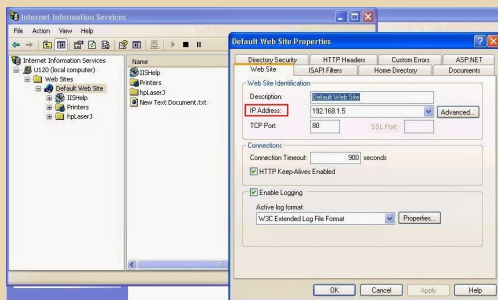 Internet Information Services
File Action View Help
Internet Information Services
U120 (local computer)
Web Sites
Default Web Site
IISHelp
Printers
hpLaserJ
Name
IISHelp
Printers
hpLaserJ
New Text Document.txt
Default Web Site Properties
Directory Security HTTP Headers Custom Errors ASP.NET
Web Site ISAPI Filters Home Directory Documents
Web Site Identification
Description: Default Web Site
IP Address: 192.168.1.5 Advanced...
TCP Port: 80 SSL Port:
Connections
Connection Timeout: 900 seconds
HTTP Keep-Alives Enabled
Enable Logging
Active log format:
W3C Extended Log File Format Properties...
OK Cancel Apply Help